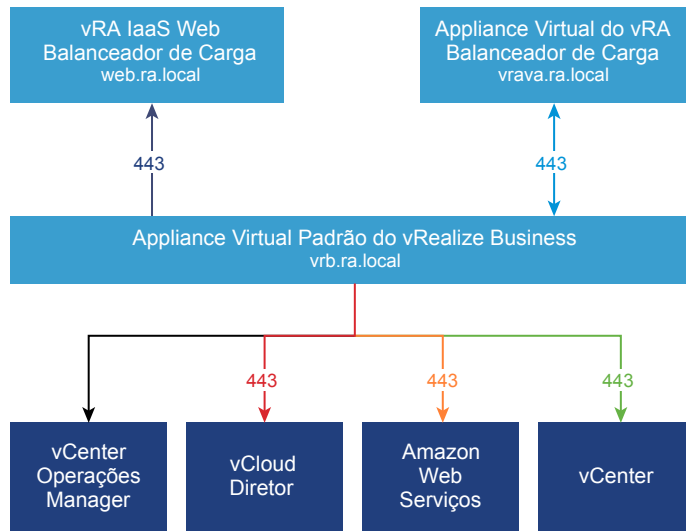 vRA IaaS Web
Balanceador de Carga
web.ra.local
Appliance Virtual do vRA
Balanceador de Carga
vrava.ra.local
443
443
Appliance Virtual Padrão do vRealize Business
vrb.ra.local
443
443
443
vCenter
Operações
Manager
vCloud
Diretor
Amazon
Web
Serviços
vCenter